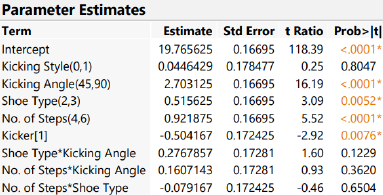 Parameter Estimates
Term Estimate Std Error t Ratio Prob>|t|
Intercept 19.765625 0.16695 118.39 <.0001*
Kicking Style(0,1) 0.0446429 0.178477 0.25 0.8047
Kicking Angle(45,90) 2.703125 0.16695 16.19 <.0001*
Shoe Type(2,3) 0.515625 0.16695 3.09 0.0052*
No. of Steps(4,6) 0.921875 0.16695 5.52 <.0001*
Kicker[1] -0.504167 0.172425 -2.92 0.0076*
Shoe Type*Kicking Angle 0.2767857 0.17281 1.60 0.1229
No. of Steps*Kicking Angle 0.1607143 0.17281 0.93 0.3620
No. of Steps*Shoe Type -0.079167 0.172425 -0.46 0.6504